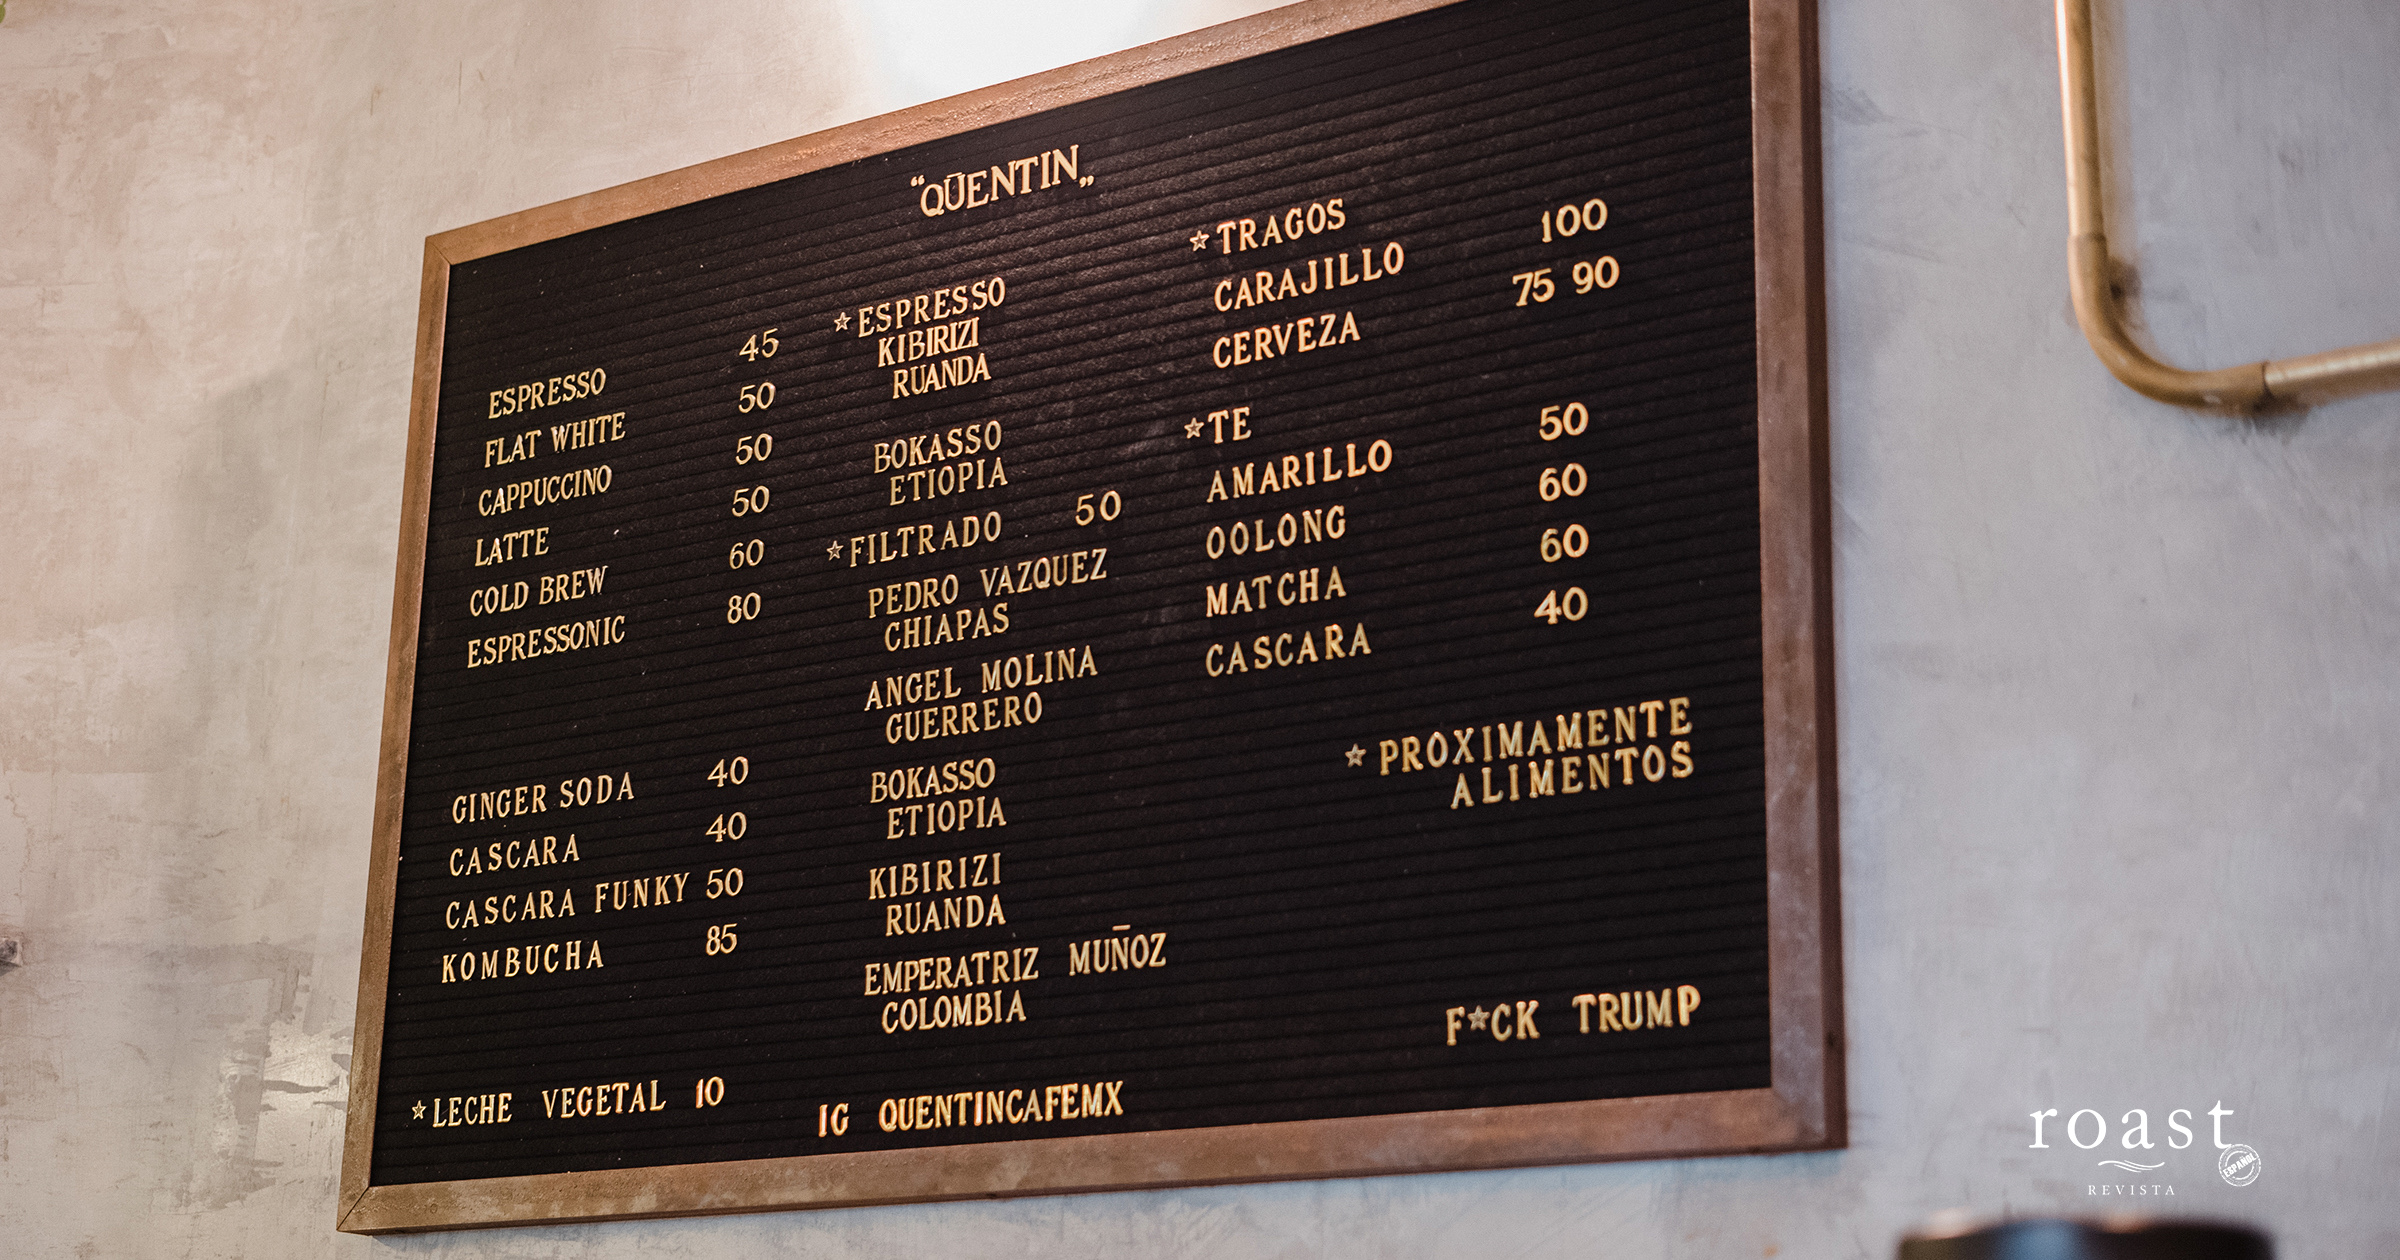 "QŪENTIN„
ESPRESSO 45
FLAT WHITE 50
CAPPUCCINO 50
LATTE 50
COLD BREW 60
ESPRESSONIC 80
GINGER SODA 40
CASCARA 40
CASCARA FUNKY 50
KOMBUCHA 85
☆LECHE VEGETAL 10
☆ESPRESSO
KIBIRIZI
RUANDA
BOKASSO
ETIOPIA
☆FILTRADO 50
PEDRO VAZQUEZ
CHIAPAS
ANGEL MOLINA
GUERRERO
BOKASSO
ETIOPIA
KIBIRIZI
RUANDA
EMPERATRIZ MUÑOZ
COLOMBIA
IG QUENTINCAFEMX
☆TRAGOS
CARAJILLO 100
CERVEZA 75 90
☆TE
AMARILLO 50
OOLONG 60
MATCHA 60
CASCARA 40
☆PROXIMAMENTE
ALIMENTOS
F☆CK TRUMP
roast
ESPAÑOL
REVISTA